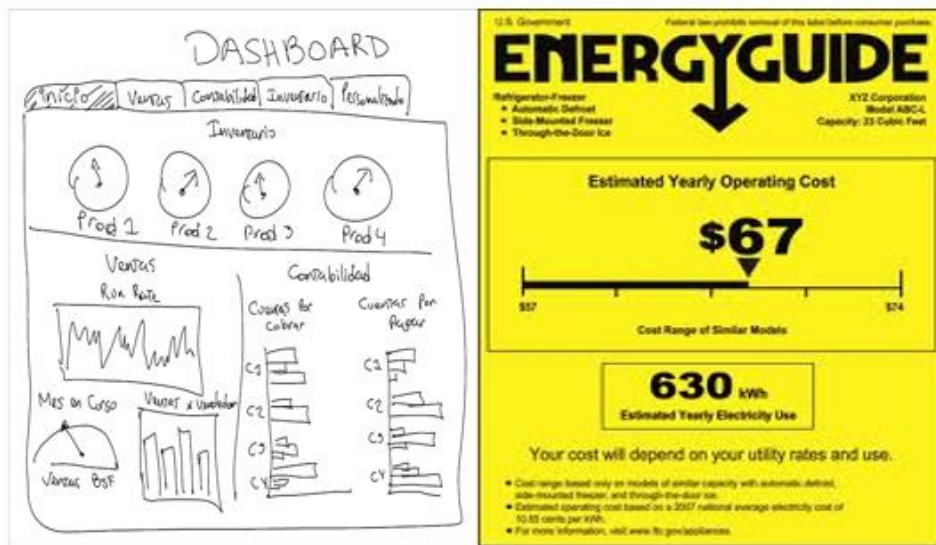 DASHBOARD
Inicio Ventas Contabilidad Inventario Personalizado
Inventario
Prod 1 Prod 2 Prod 3 Prod 4
Ventas
Run Rate
Mes en Curso
Ventas x Vendedor
Ventas BsF
Contabilidad
Cuentas Por
Cobrar
C1
C2
C3
C4
Cuentas Por
Pagar
C1
C2
C3
C4
U.S. Government Federal law prohibits removal of this label before consumer purchase.
ENERGYGUIDE
Refrigerator-Freezer
• Automatic Defrost
• Side-Mounted Freezer
• Through-the-Door Ice
XYZ Corporation
Model ABC-L
Capacity: 23 Cubic Feet
Estimated Yearly Operating Cost
$67
$57 $74
Cost Range of Similar Models
630 kWh
Estimated Yearly Electricity Use
Your cost will depend on your utility rates and use.
• Cost range based only on models of similar capacity with automatic defrost,
side-mounted freezer, and through-the-door ice.
• Estimated operating cost based on a 2007 national average electricity cost of
10.65 cents per kWh.
• For more information, visit www.ftc.gov/appliances.